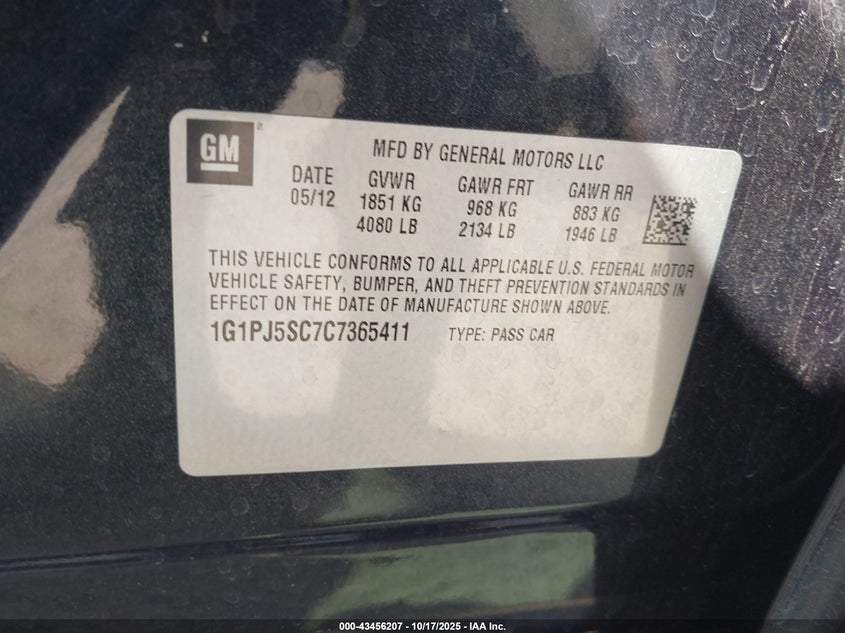 GM
MFD BY GENERAL MOTORS LLC
DATE GVWR GAWR FRT GAWR RR
05/12 1851 KG 968 KG 883 KG
4080 LB 2134 LB 1946 LB
THIS VEHICLE CONFORMS TO ALL APPLICABLE U.S. FEDERAL MOTOR
VEHICLE SAFETY, BUMPER, AND THEFT PREVENTION STANDARDS IN
EFFECT ON THE DATE OF MANUFACTURE SHOWN ABOVE.
1G1PJ5SC7C7365411 TYPE: PASS CAR
000-43456207 - 10/17/2025 - IAA Inc.